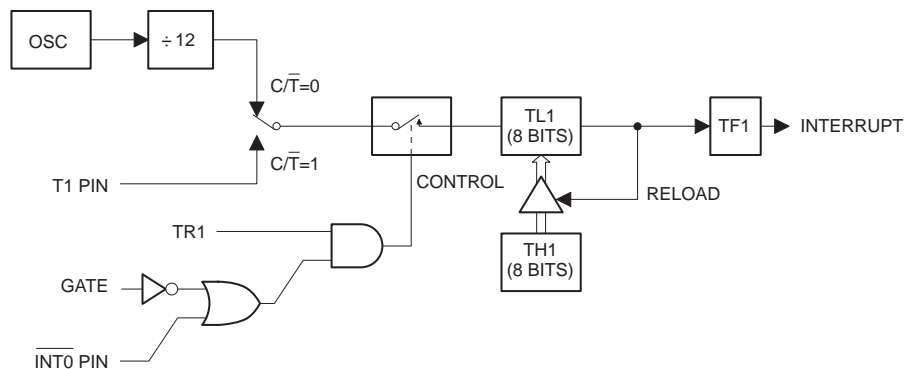 OSC
÷12
C/T̅=0
TL1
(8 BITS)
TF1
INTERRUPT
C/T̅=1
T1 PIN
CONTROL
RELOAD
TR1
TH1
(8 BITS)
GATE
I̅N̅T̅0̅ PIN